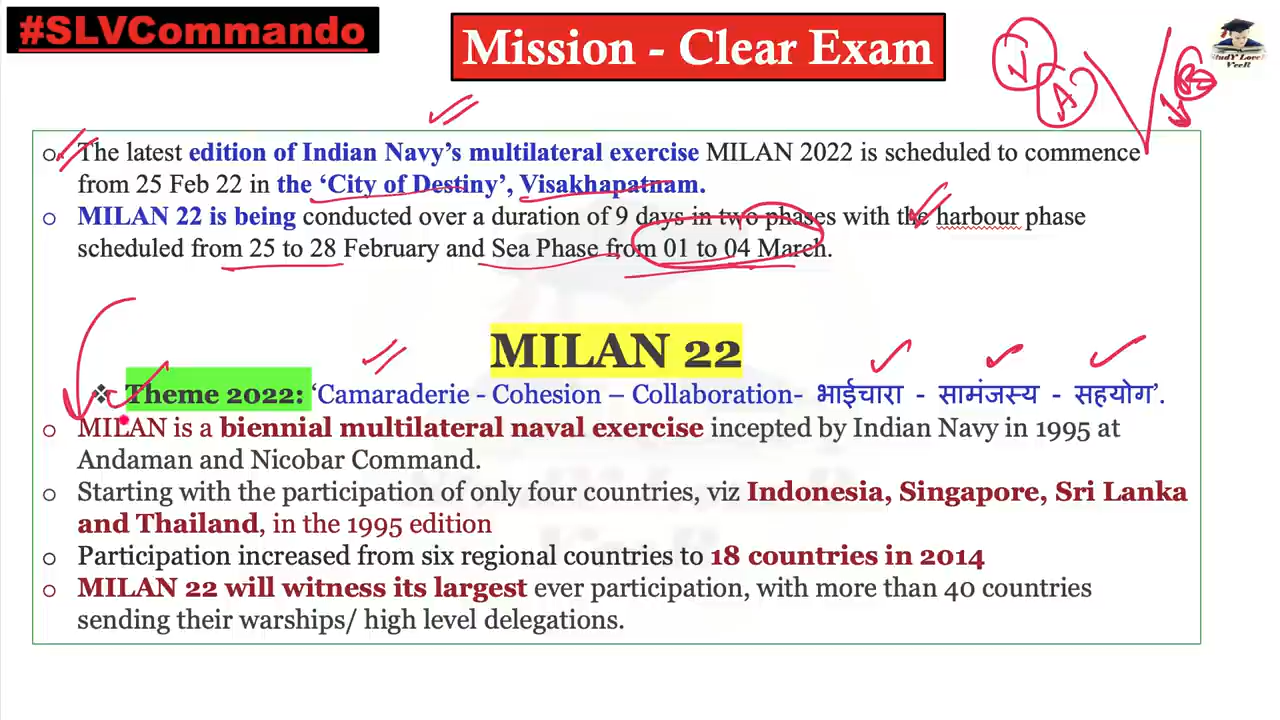 #SLVCommando
Mission - Clear Exam
StudY LoveR
VeeR
The latest edition of Indian Navy's multilateral exercise MILAN 2022 is scheduled to commence
from 25 Feb 22 in the 'City of Destiny', Visakhapatnam.
MILAN 22 is being conducted over a duration of 9 days in two phases with the harbour phase
scheduled from 25 to 28 February and Sea Phase from 01 to 04 March.
MILAN 22
Theme 2022: 'Camaraderie - Cohesion – Collaboration- भाईचारा - सामंजस्य - सहयोग'.
MILAN is a biennial multilateral naval exercise incepted by Indian Navy in 1995 at
Andaman and Nicobar Command.
Starting with the participation of only four countries, viz Indonesia, Singapore, Sri Lanka
and Thailand, in the 1995 edition
Participation increased from six regional countries to 18 countries in 2014
MILAN 22 will witness its largest ever participation, with more than 40 countries
sending their warships/ high level delegations.